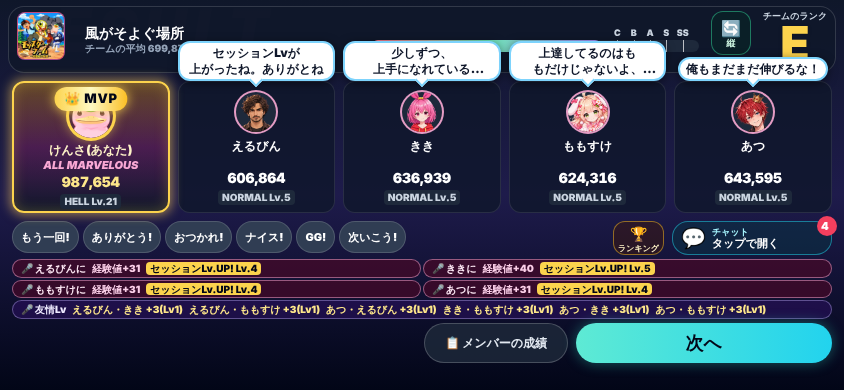 風がそよぐ場所
チームの平均 699,8
C B A S SS
縦
チームのランク
E
セッションLvが
上がったね。ありがとね
少しずつ、
上手になれている…
上達してるのはも
もだけじゃないよ、…
俺もまだまだ伸びるな！
MVP
けんさ(あなた)
ALL MARVELOUS
987,654
HELL Lv.21
えるびん
606,864
NORMAL Lv.5
きき
636,939
NORMAL Lv.5
ももすけ
624,316
NORMAL Lv.5
あつ
643,595
NORMAL Lv.5
もう一回!
ありがとう!
おつかれ!
ナイス!
GG!
次いこう!
ランキング
チャット
タップで開く
4
えるびんに 経験値+31 セッションLv.UP! Lv.4
ききに 経験値+40 セッションLv.UP! Lv.5
ももすけに 経験値+31 セッションLv.UP! Lv.4
あつに 経験値+31 セッションLv.UP! Lv.4
友情Lv えるびん・きき +3(Lv1) えるびん・ももすけ +3(Lv1) あつ・えるびん +3(Lv1) きき・ももすけ +3(Lv1) あつ・きき +3(Lv1) あつ・ももすけ +3(Lv1)
メンバーの成績
次へ